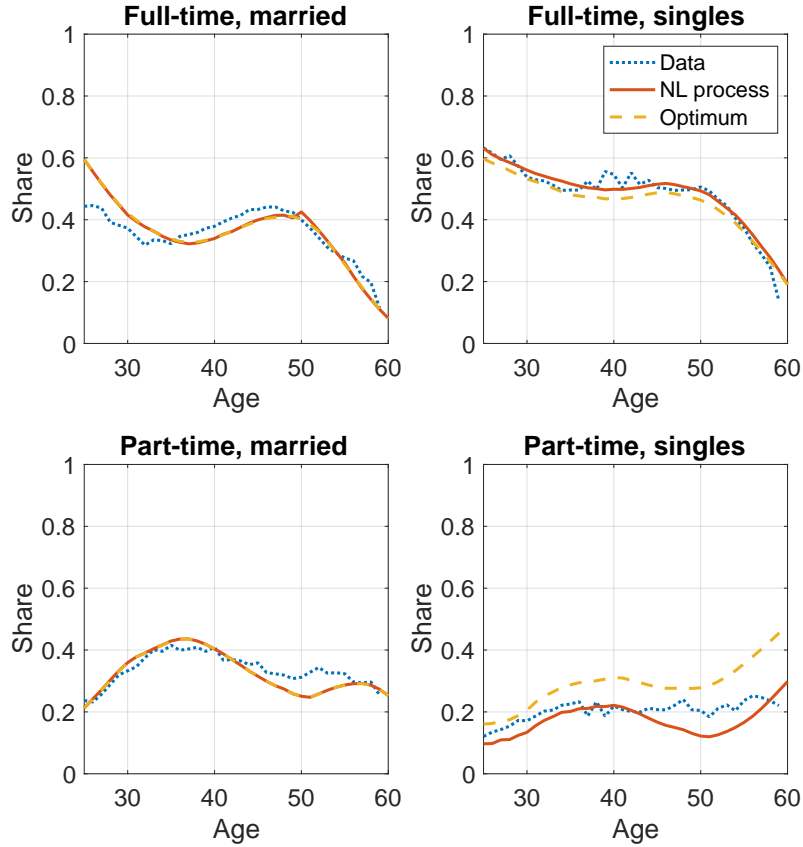 Full-time, married
1
0.8
0.6
0.4
0.2
0
Share
30 40 50 60
Age
Full-time, singles
1
0.8
0.6
0.4
0.2
0
Share
Data
NL process
Optimum
30 40 50 60
Age
Part-time, married
1
0.8
0.6
0.4
0.2
0
Share
30 40 50 60
Age
Part-time, singles
1
0.8
0.6
0.4
0.2
0
Share
30 40 50 60
Age